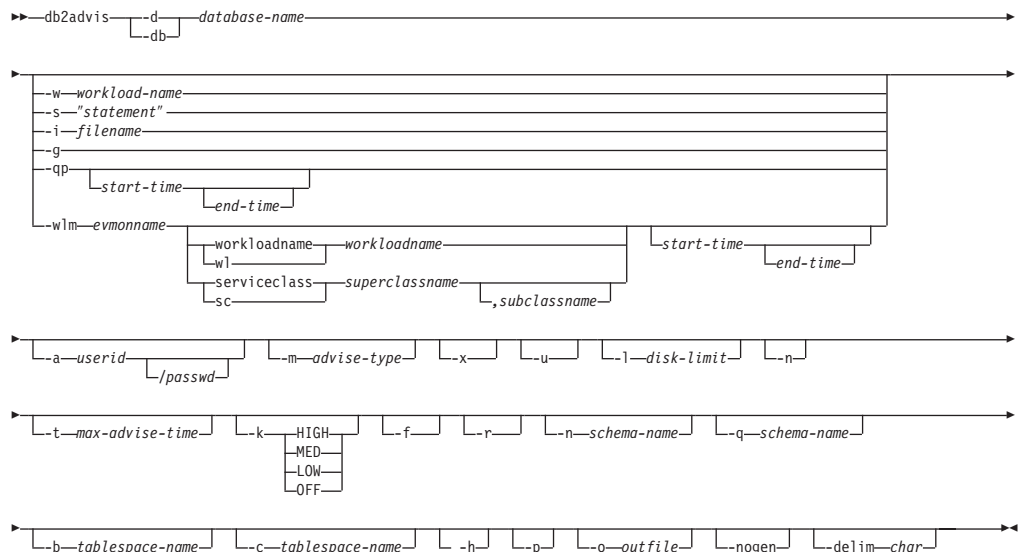 db2advis -d database-name
-db
-w workload-name
-s "statement"
-i filename
-g
-qp
start-time
end-time
-wlm evmonname
workloadname workloadname start-time
wl end-time
serviceclass superclassname
sc ,subclassname
-a userid -m advise-type -x -u -l disk-limit -n
/passwd
-t max-advise-time -k HIGH -f -r -n schema-name -q schema-name
MED
LOW
OFF
-b tablespace-name -c tablespace-name -h -p -o outfile -nogen -delim char